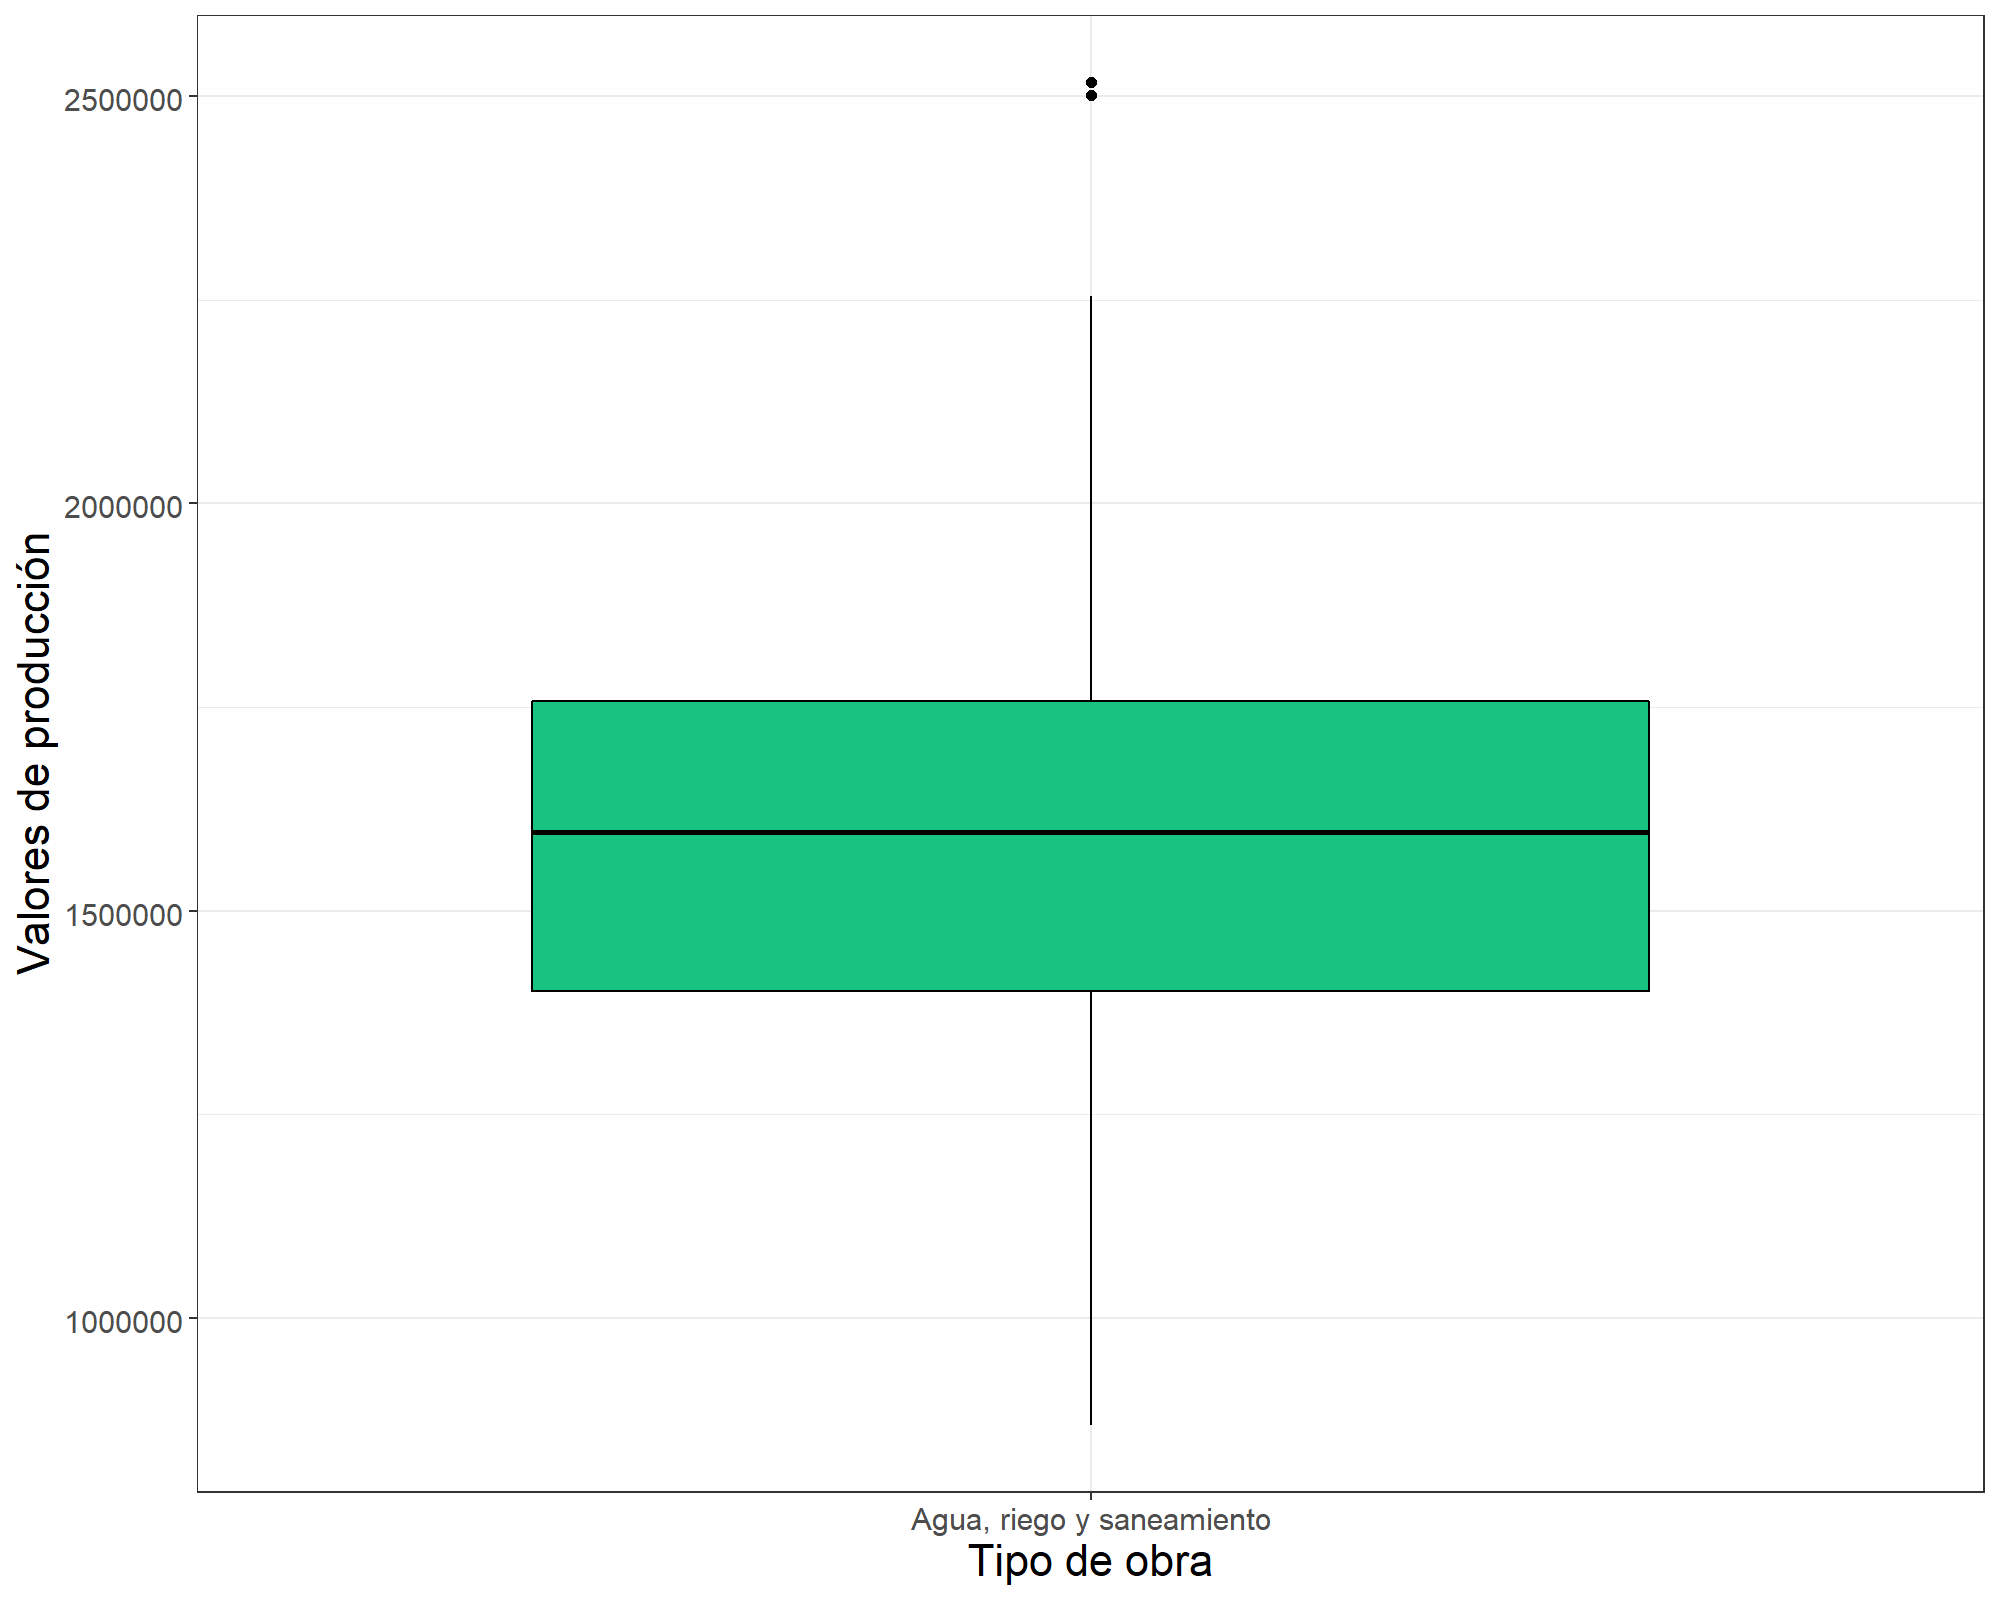 Valores de producción
2500000
2000000
1500000
1000000
Agua, riego y saneamiento
Tipo de obra